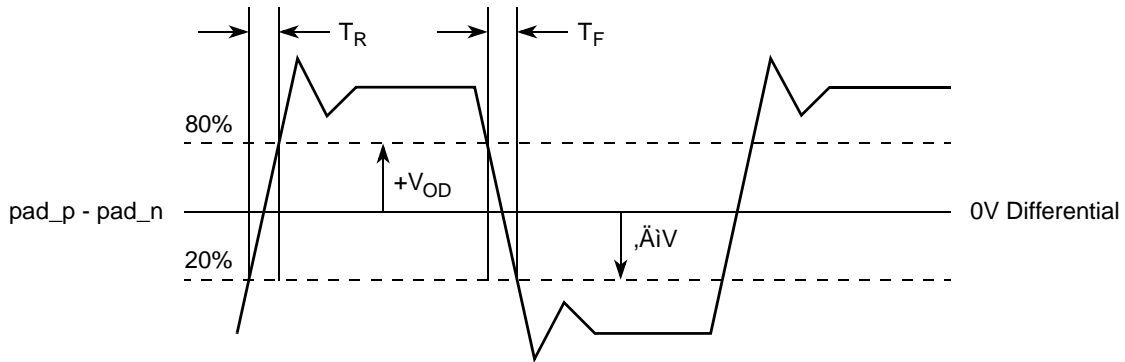 T_R
T_F
80%
+V_OD
pad_p - pad_n
0V Differential
‚ÄìV
20%